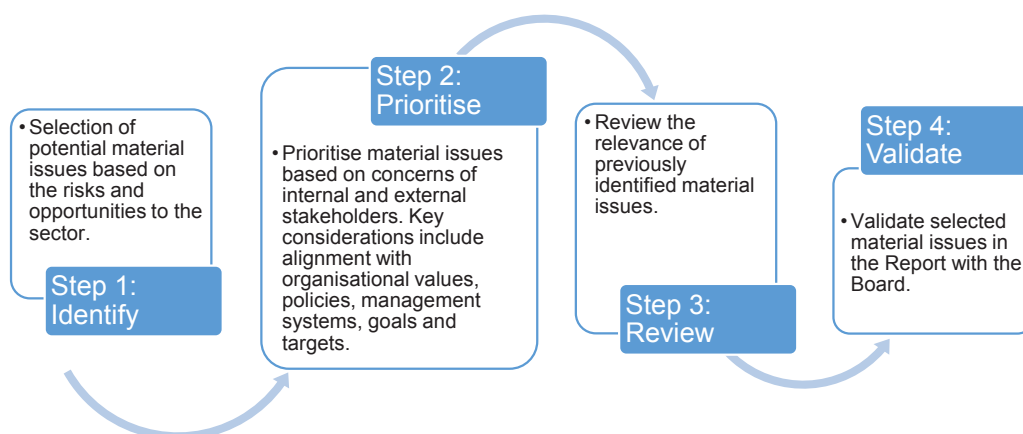 • Selection of
potential material
issues based on
the risks and
opportunities to the
sector.
Step 1:
Identify
Step 2:
Prioritise
• Prioritise material issues
based on concerns of
internal and external
stakeholders. Key
considerations include
alignment with
organisational values,
policies, management
systems, goals and
targets.
• Review the
relevance of
previously
identified material
issues.
Step 3:
Review
Step 4:
Validate
• Validate selected
material issues in
the Report with the
Board.